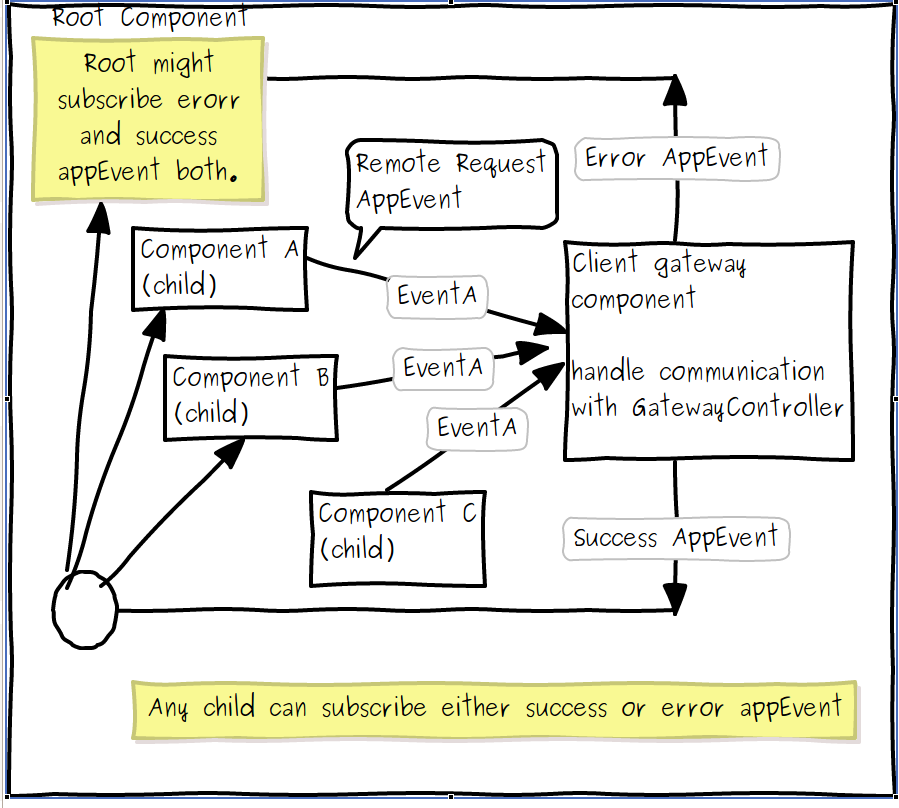 Root Component
Root might
subscribe erorr
and success
appEvent both.
Remote Request
AppEvent
Error AppEvent
Component A
(child)
EventA
Client gateway
component
handle communication
with GatewayController
Component B
(child)
EventA
EventA
Component C
(child)
Success AppEvent
Any child can subscribe either success or error appEvent